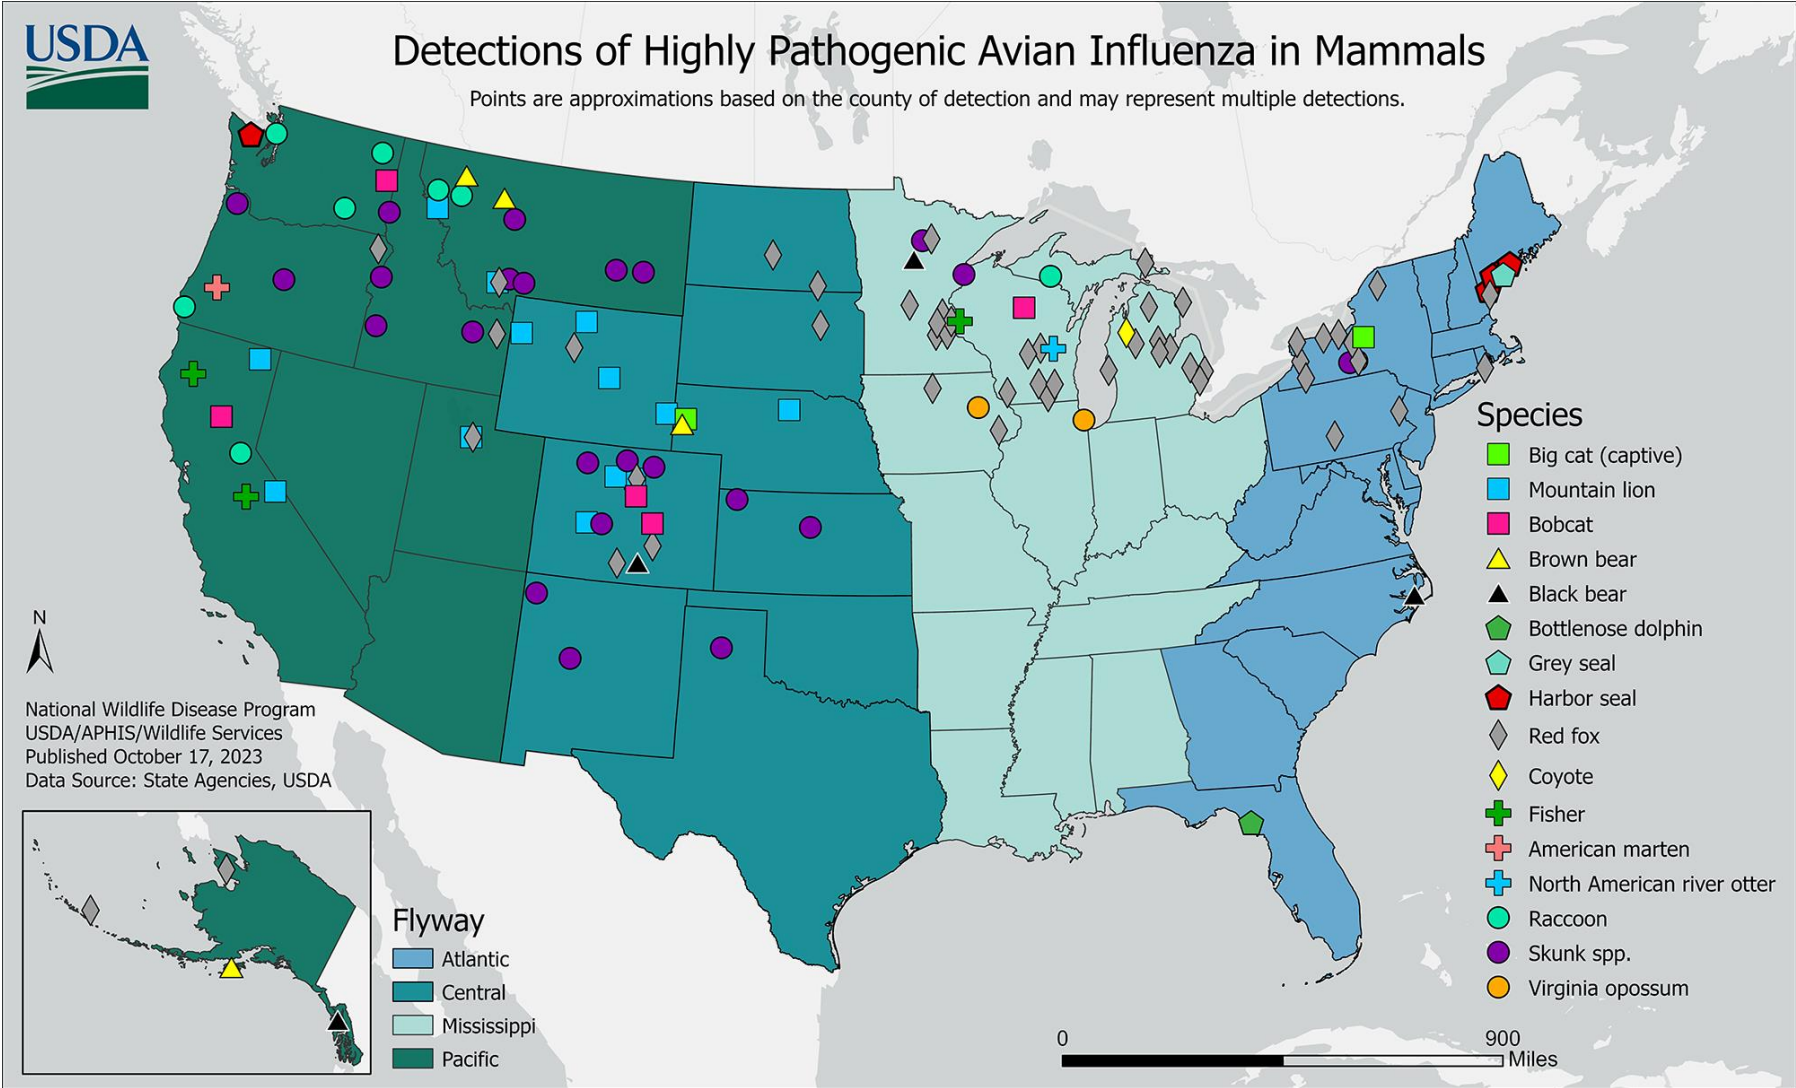 USDA
Detections of Highly Pathogenic Avian Influenza in Mammals
Points are approximations based on the county of detection and may represent multiple detections.
Species
Big cat (captive)
Mountain lion
Bobcat
Brown bear
Black bear
Bottlenose dolphin
Grey seal
Harbor seal
Red fox
Coyote
Fisher
American marten
North American river otter
Raccoon
Skunk spp.
Virginia opossum
N
National Wildlife Disease Program
USDA/APHIS/Wildlife Services
Published October 17, 2023
Data Source: State Agencies, USDA
Flyway
Atlantic
Central
Mississippi
Pacific
0 900
Miles